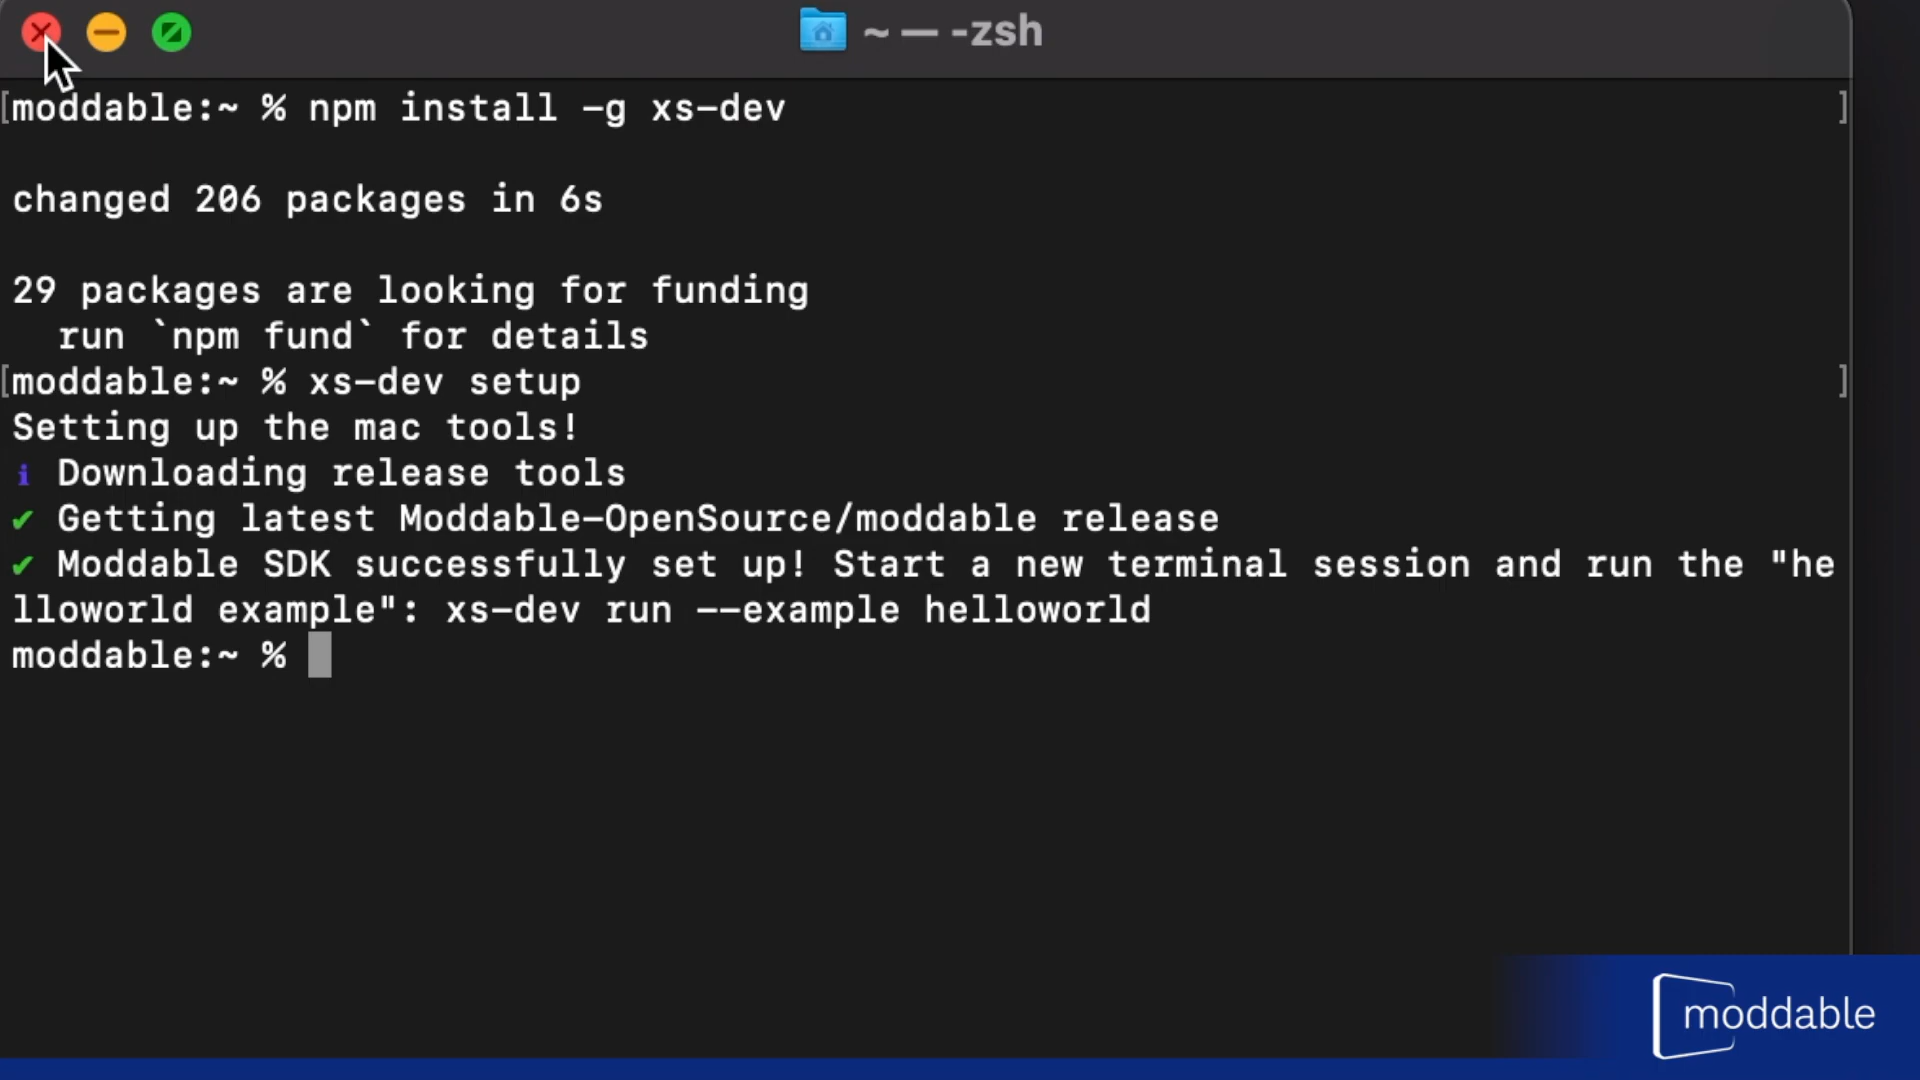 ~ — -zsh
[moddable:~ % npm install -g xs-dev ]
changed 206 packages in 6s
29 packages are looking for funding
  run `npm fund` for details
[moddable:~ % xs-dev setup ]
Setting up the mac tools!
ℹ Downloading release tools
✔ Getting latest Moddable-OpenSource/moddable release
✔ Moddable SDK successfully set up! Start a new terminal session and run the "he
lloworld example": xs-dev run --example helloworld
moddable:~ %
moddable